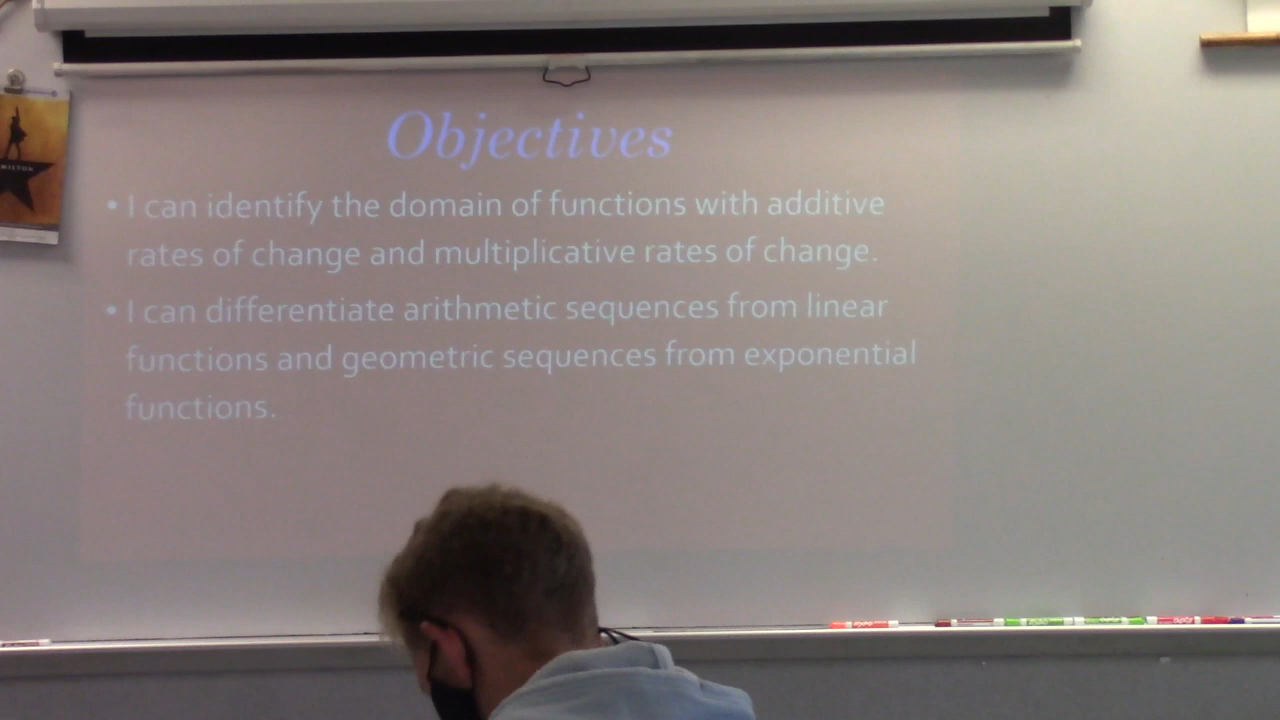 Objectives
• I can identify the domain of functions with additive
rates of change and multiplicative rates of change.
• I can differentiate arithmetic sequences from linear
functions and geometric sequences from exponential
functions.
MILTON